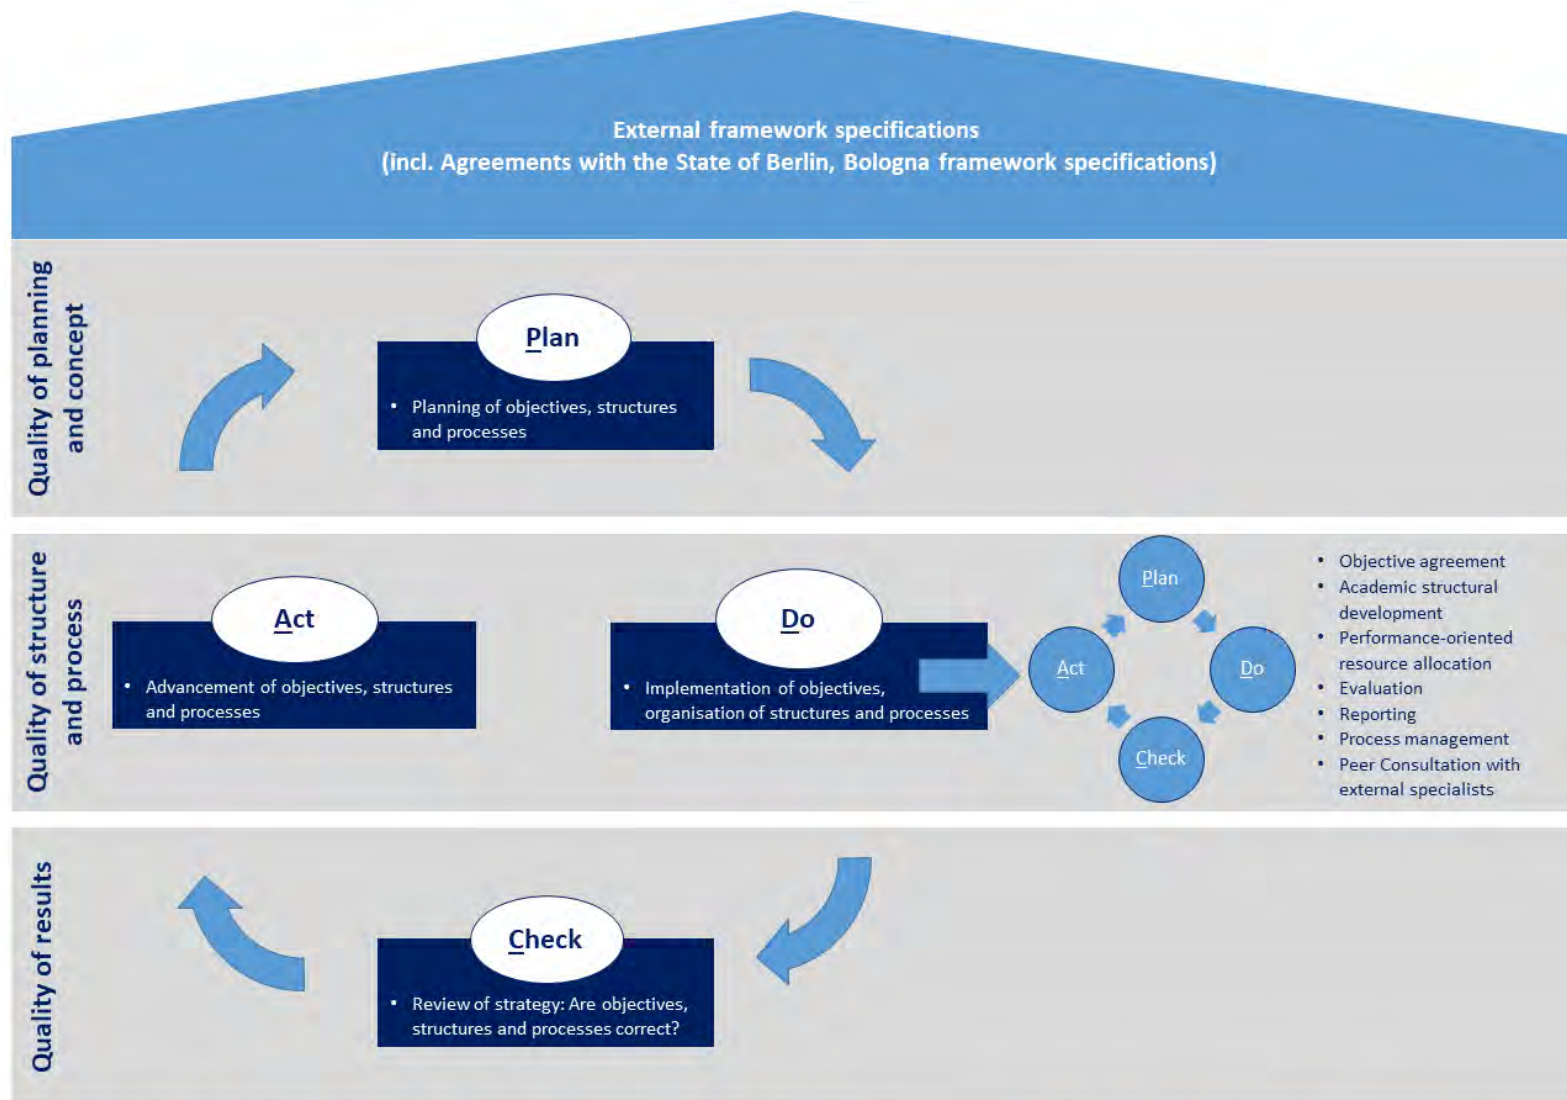 External framework specifications
(incl. Agreements with the State of Berlin, Bologna framework specifications)
Quality of planning
and concept
Plan
• Planning of objectives, structures
and processes
Quality of structure
and process
Act
• Advancement of objectives, structures
and processes
Do
• Implementation of objectives,
organisation of structures and processes
Plan
Act
Do
Check
• Objective agreement
• Academic structural
development
• Performance-oriented
resource allocation
• Evaluation
• Reporting
• Process management
• Peer Consultation with
external specialists
Quality of results
Check
• Review of strategy: Are objectives,
structures and processes correct?